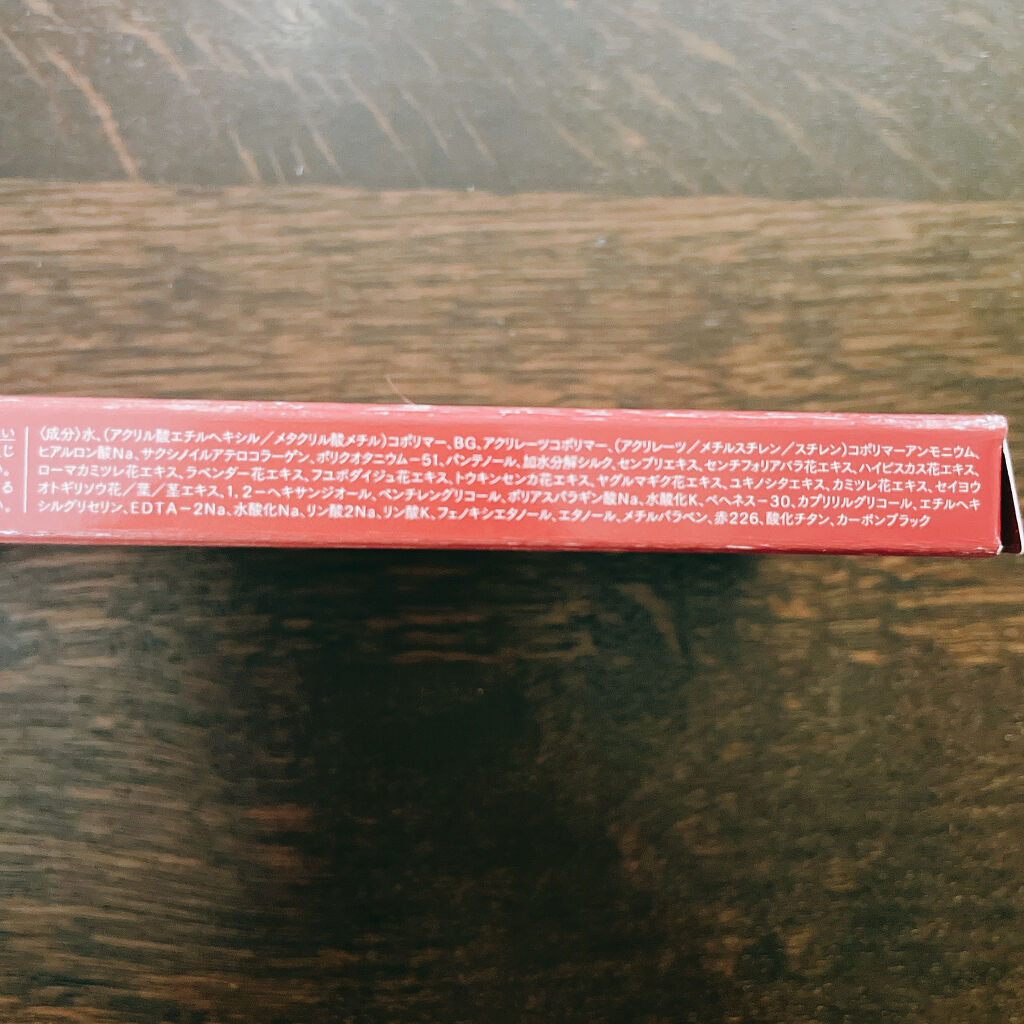 い
じ
。
る
い。
〈成分〉水、(アクリル酸エチルヘキシル／メタクリル酸メチル)コポリマー、BG、アクリレーツコポリマー、(アクリレーツ／メチルスチレン／スチレン)コポリマーアンモニウム、
ヒアルロン酸Na、サクシノイルアテロコラーゲン、ポリクオタニウム－51、パンテノール、加水分解シルク、センブリエキス、センチフォリアバラ花エキス、ハイビスカス花エキス、
ローマカミツレ花エキス、ラベンダー花エキス、フユボダイジュ花エキス、トウキンセンカ花エキス、ヤグルマギク花エキス、ユキノシタエキス、カミツレ花エキス、セイヨウ
オトギリソウ花／葉／茎エキス、1，2－ヘキサンジオール、ペンチレングリコール、ポリアスパラギン酸Na、水酸化K、ベヘネス－30、カプリリルグリコール、エチルヘキ
シルグリセリン、EDTA－2Na、水酸化Na、リン酸2Na、リン酸K、フェノキシエタノール、エタノール、メチルパラベン、赤226、酸化チタン、カーボンブラック